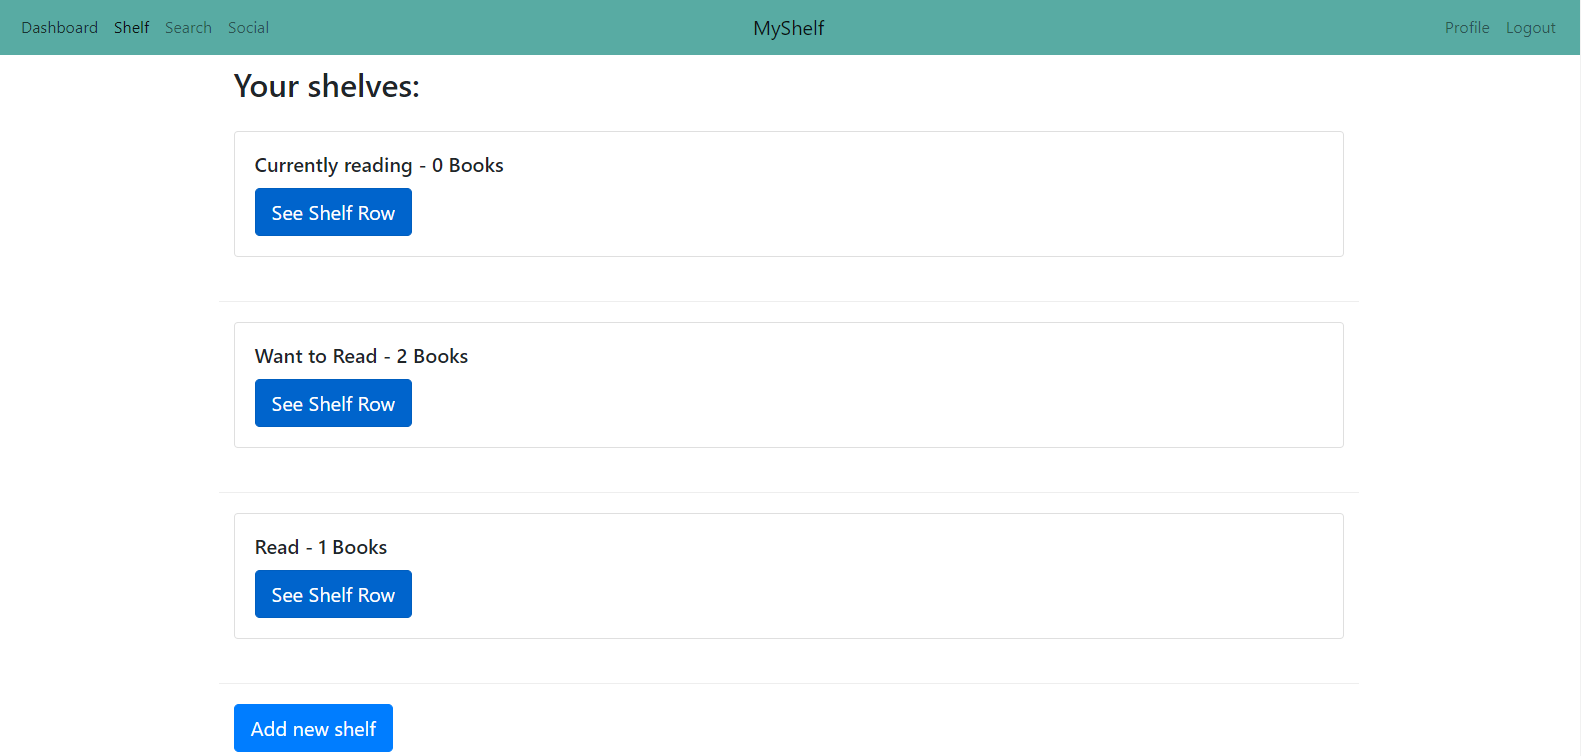 Dashboard Shelf Search Social MyShelf Profile Logout
Your shelves:
Currently reading - 0 Books
See Shelf Row
Want to Read - 2 Books
See Shelf Row
Read - 1 Books
See Shelf Row
Add new shelf